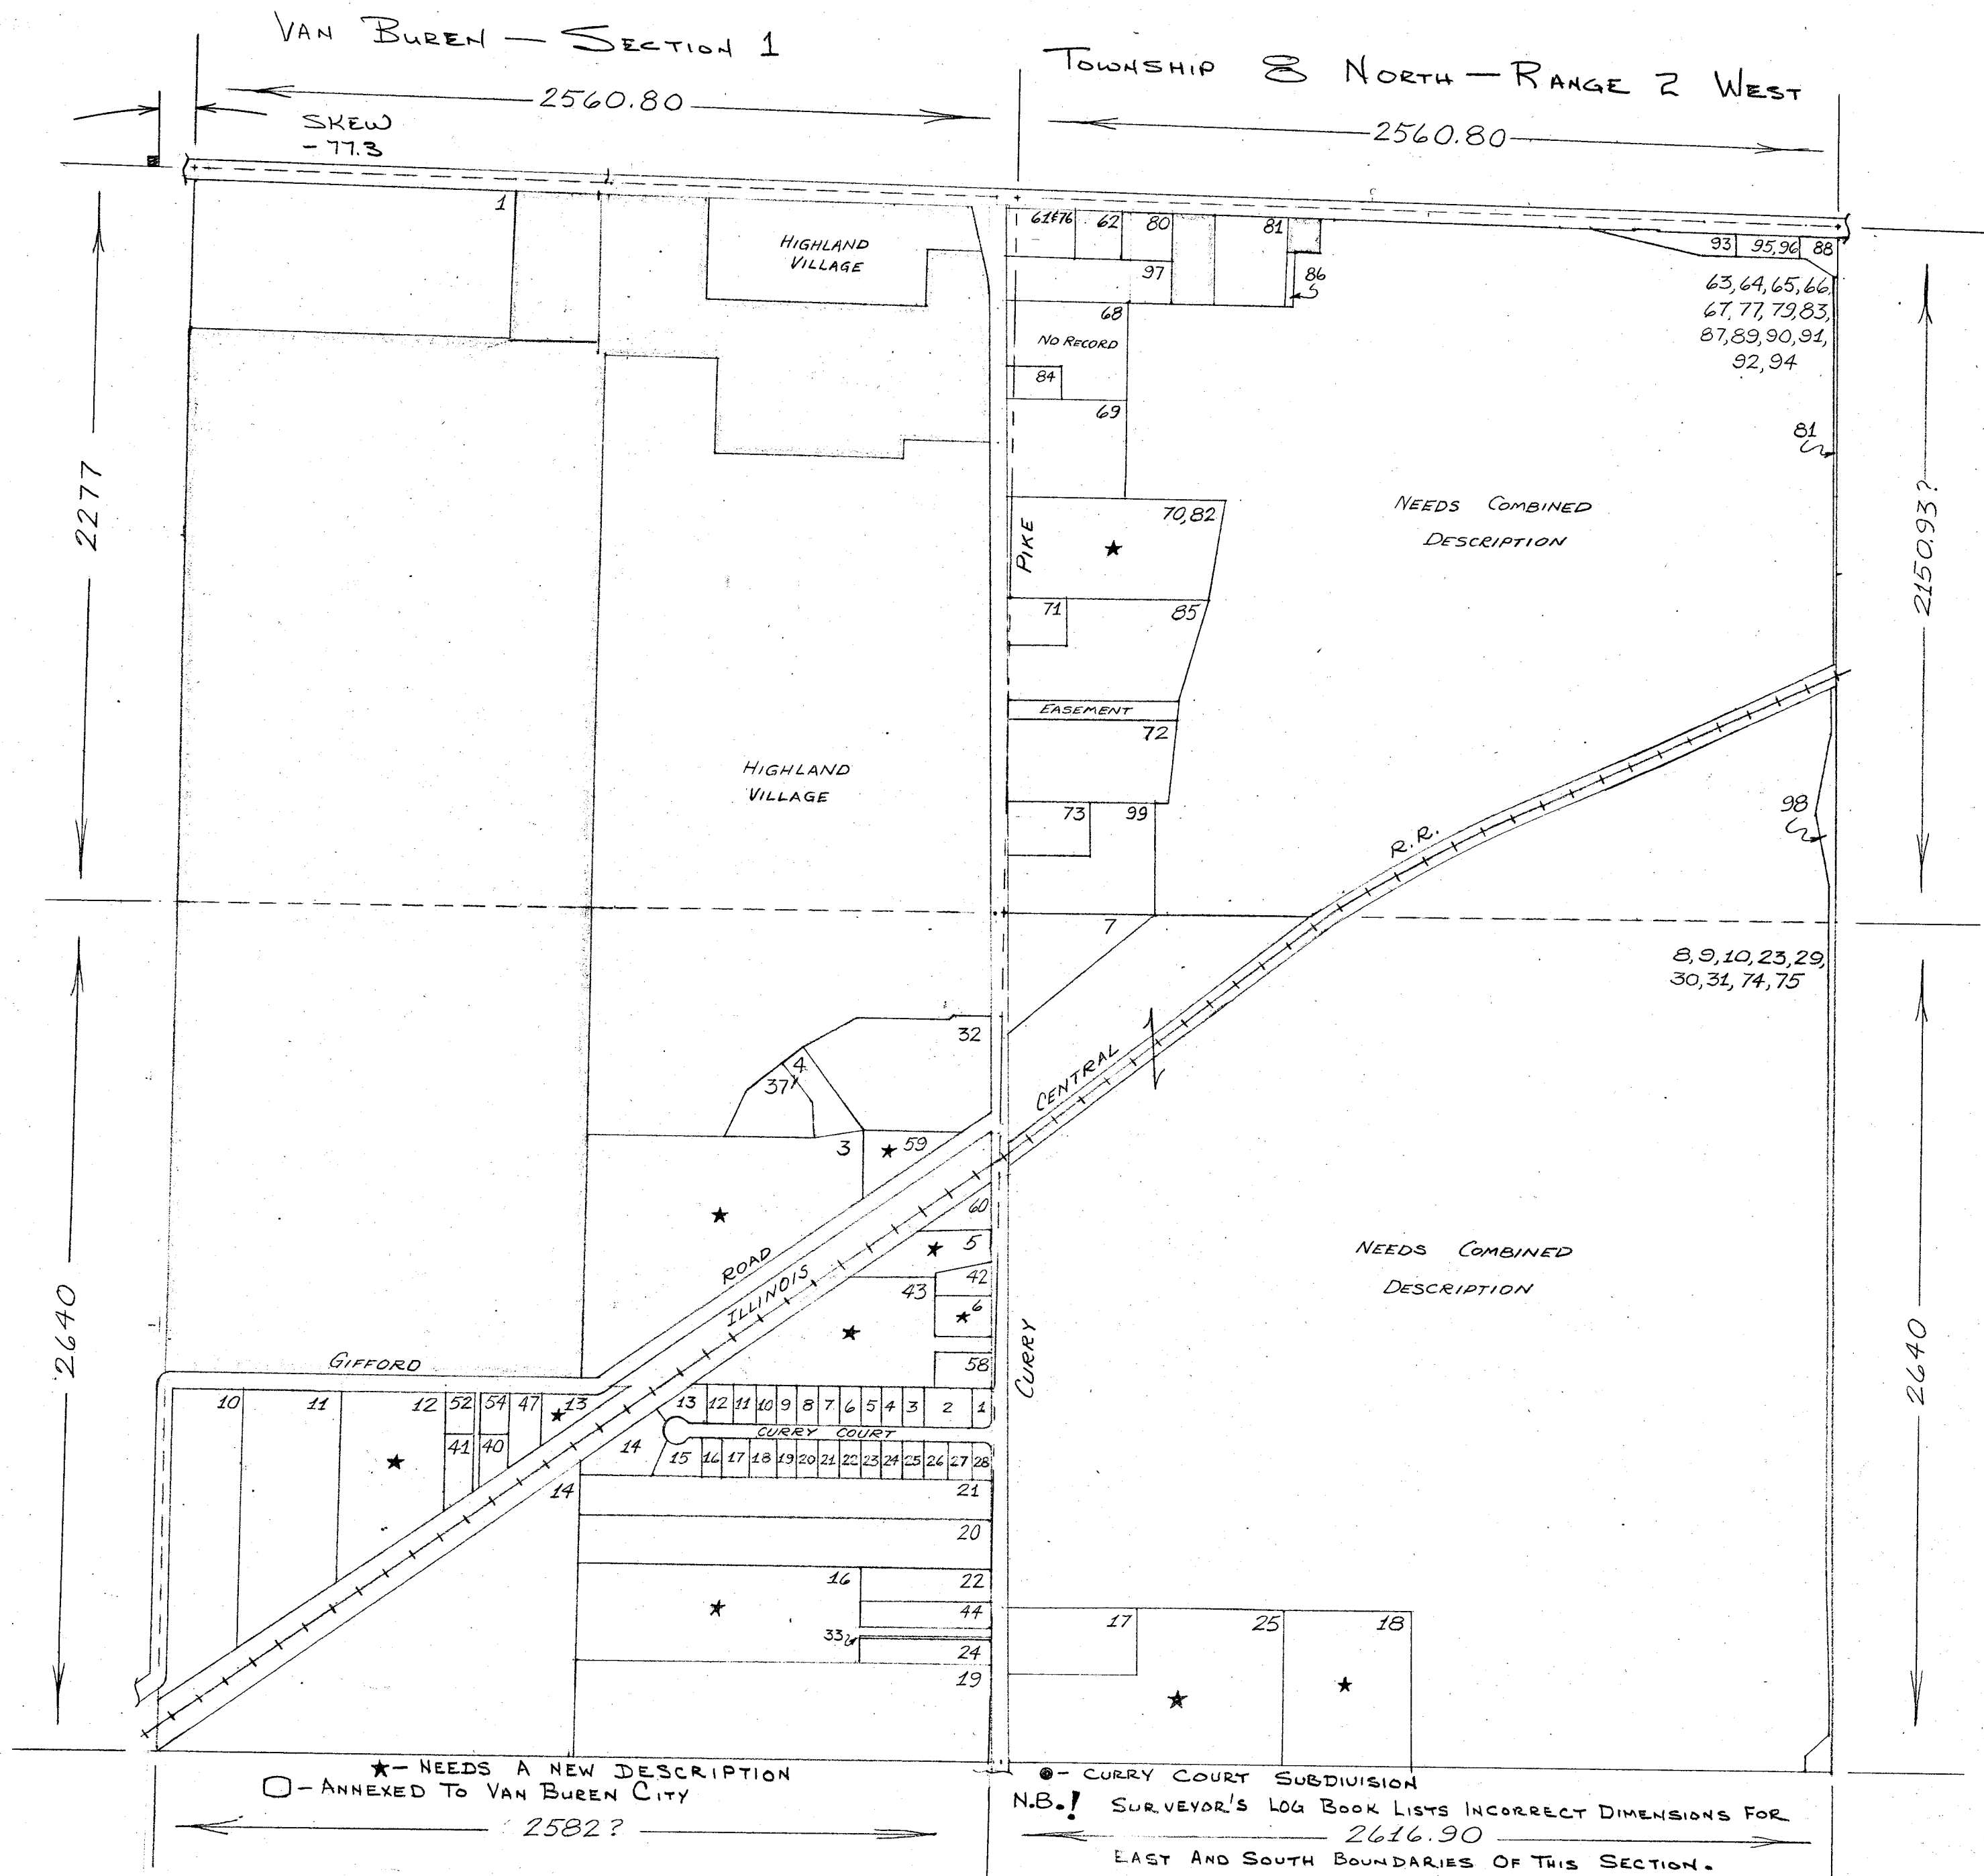 VAN BUREN — SECTION 1
TOWNSHIP 8 NORTH — RANGE 2 WEST
2560.80
2560.80
SKEW
- 77.3
1
HIGHLAND
VILLAGE
61&76 62 80 81
97
86
93 95,96 88
63,64,65,66,
67,77,79,83,
87,89,90,91,
92,94
68
NO RECORD
84
69
81
2277
2150.93?
PIKE
70,82
★
NEEDS COMBINED
DESCRIPTION
71 85
EASEMENT
72
HIGHLAND
VILLAGE
73 99
98
R.R.
7
8,9,10,23,29,
30,31,74,75
32
4
37
CENTRAL
3 ★ 59
★
60
★ 5
ROAD
ILLINOIS
42
43
★ 6
★
58
NEEDS COMBINED
DESCRIPTION
2640
2640
CURRY
GIFFORD
10 11 12 52 54 47 ★ 13
41 40
★
13 12 11 10 9 8 7 6 5 4 3 2 1
CURRY COURT
14 15 16 17 18 19 20 21 22 23 24 25 26 27 28
14
21
20
16 22
★
44
33
24
19
17 25 18
★ ★
★ – NEEDS A NEW DESCRIPTION
– ANNEXED TO VAN BUREN CITY
– CURRY COURT SUBDIVISION
N.B.! SURVEYOR'S LOG BOOK LISTS INCORRECT DIMENSIONS FOR
2582?
2616.90
EAST AND SOUTH BOUNDARIES OF THIS SECTION.